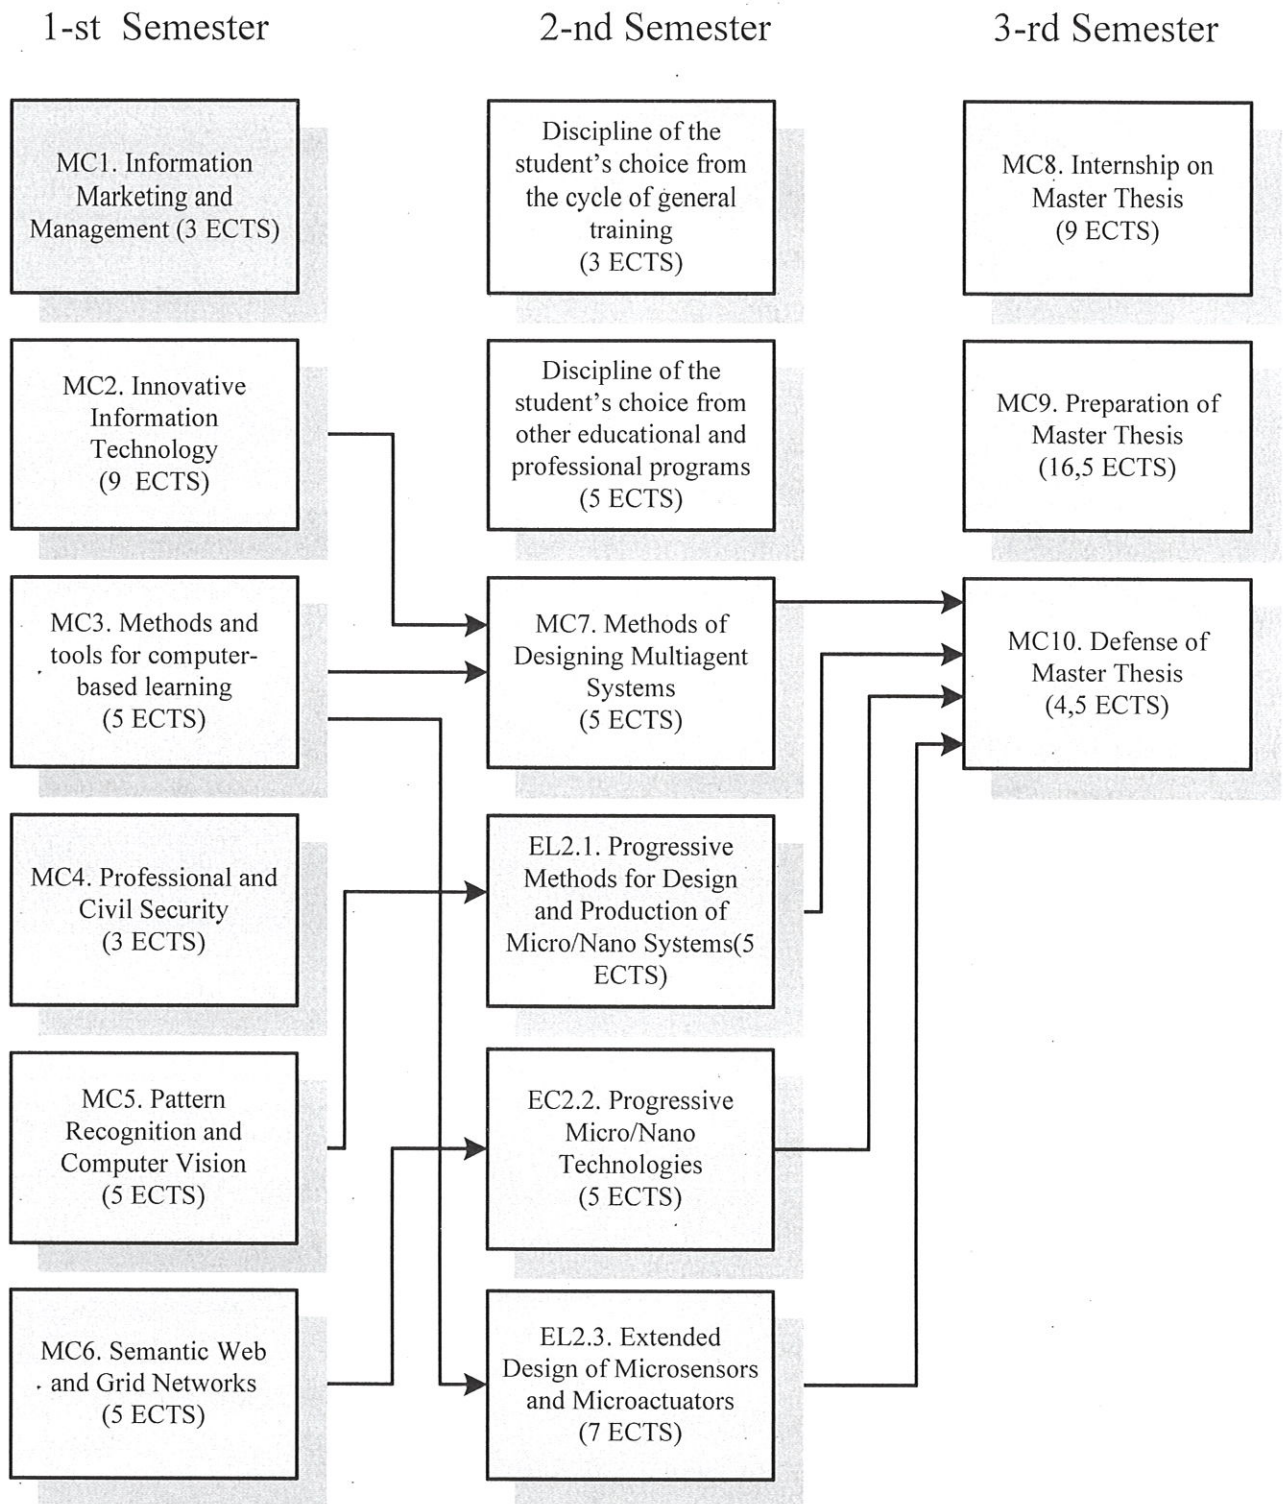 1-st Semester
2-nd Semester
3-rd Semester
MC1. Information
Marketing and
Management (3 ECTS)
MC2. Innovative
Information
Technology
(9 ECTS)
MC3. Methods and
tools for computer-
based learning
(5 ECTS)
MC4. Professional and
Civil Security
(3 ECTS)
MC5. Pattern
Recognition and
Computer Vision
(5 ECTS)
MC6. Semantic Web
and Grid Networks
(5 ECTS)
Discipline of the
student’s choice from
the cycle of general
training
(3 ECTS)
Discipline of the
student’s choice from
other educational and
professional programs
(5 ECTS)
MC7. Methods of
Designing Multiagent
Systems
(5 ECTS)
EL2.1. Progressive
Methods for Design
and Production of
Micro/Nano Systems(5
ECTS)
EC2.2. Progressive
Micro/Nano
Technologies
(5 ECTS)
EL2.3. Extended
Design of Microsensors
and Microactuators
(7 ECTS)
MC8. Internship on
Master Thesis
(9 ECTS)
MC9. Preparation of
Master Thesis
(16,5 ECTS)
MC10. Defense of
Master Thesis
(4,5 ECTS)